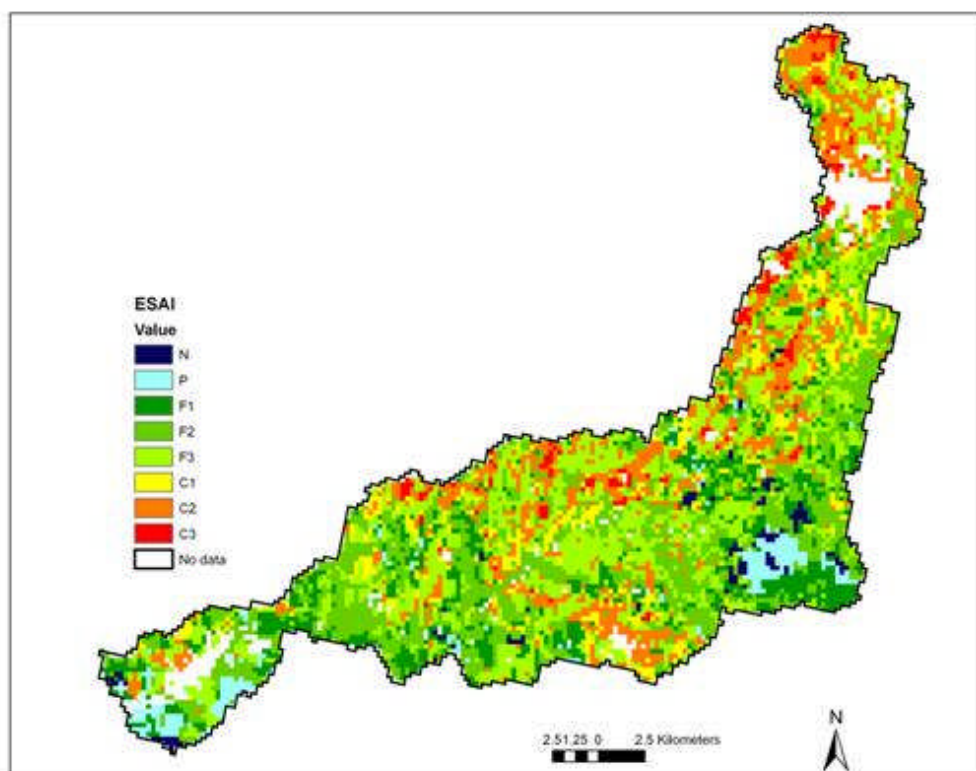 ESAI
Value
N
P
F1
F2
F3
C1
C2
C3
No data
2.51.25 0 2.5 Kilometers
N